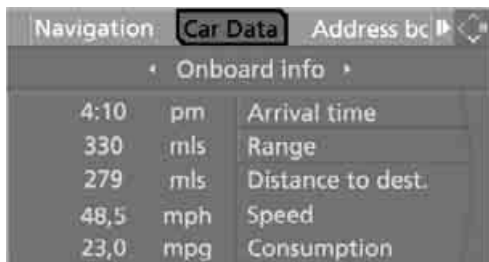 Navigation Car Data Address bc
Onboard info
4:10 pm Arrival time
330 mls Range
279 mls Distance to dest.
48,5 mph Speed
23,0 mpg Consumption